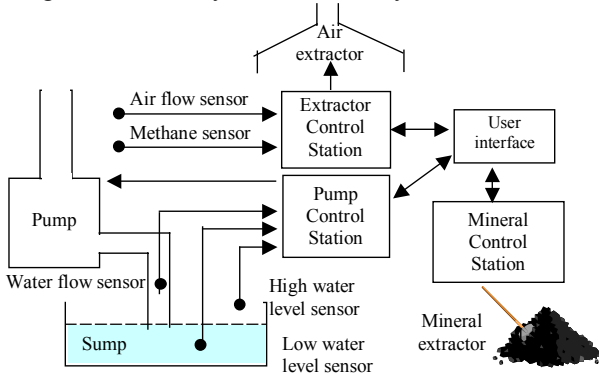 Air
extractor
Air flow sensor
Methane sensor
Extractor
Control
Station
User
interface
Pump
Pump
Control
Station
Mineral
Control
Station
Water flow sensor
High water
level sensor
Mineral
extractor
Sump
Low water
level sensor